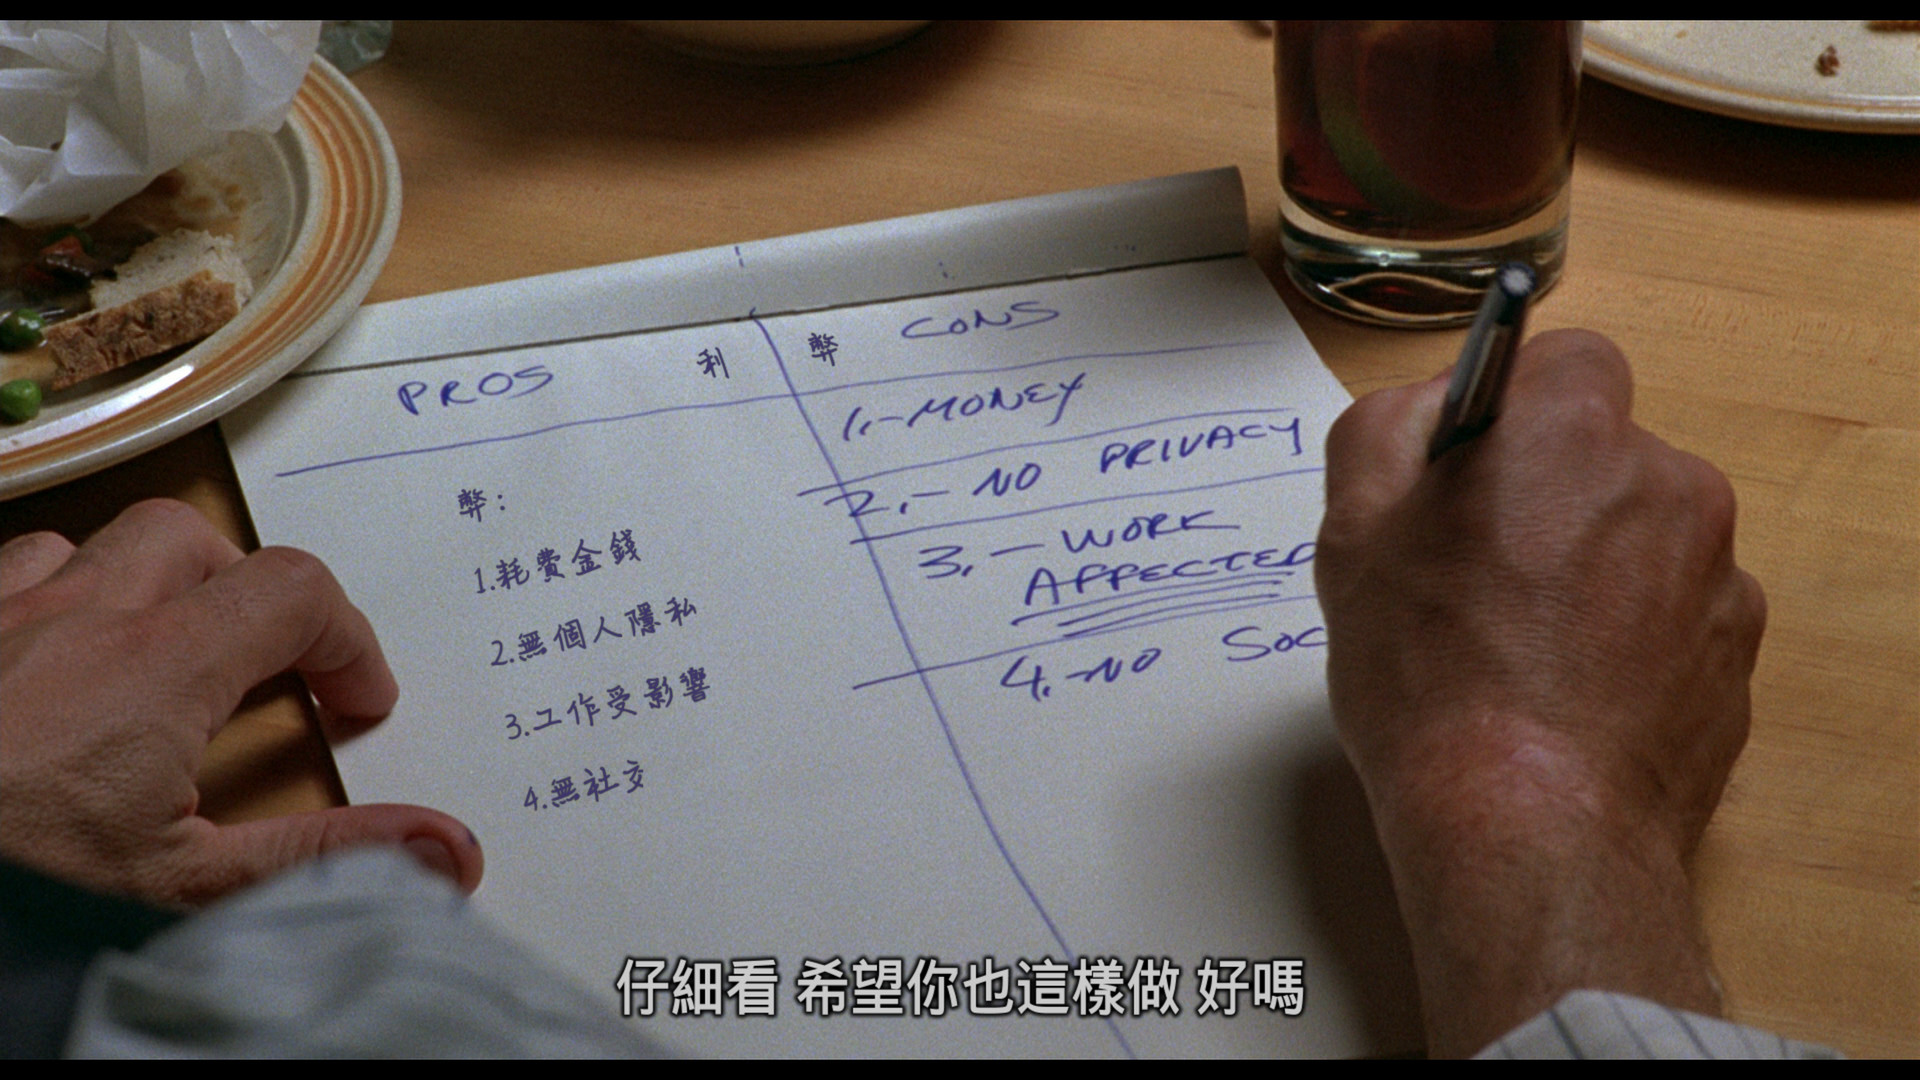 PROS 利 弊 CONS
1.-MONEY
2.-NO PRIVACY
3.-WORK
AFFECTED
4.-NO
弊:
1.耗費金錢
2.無個人隱私
3.工作受影響
4.無社交
仔細看 希望你也這樣做 好嗎